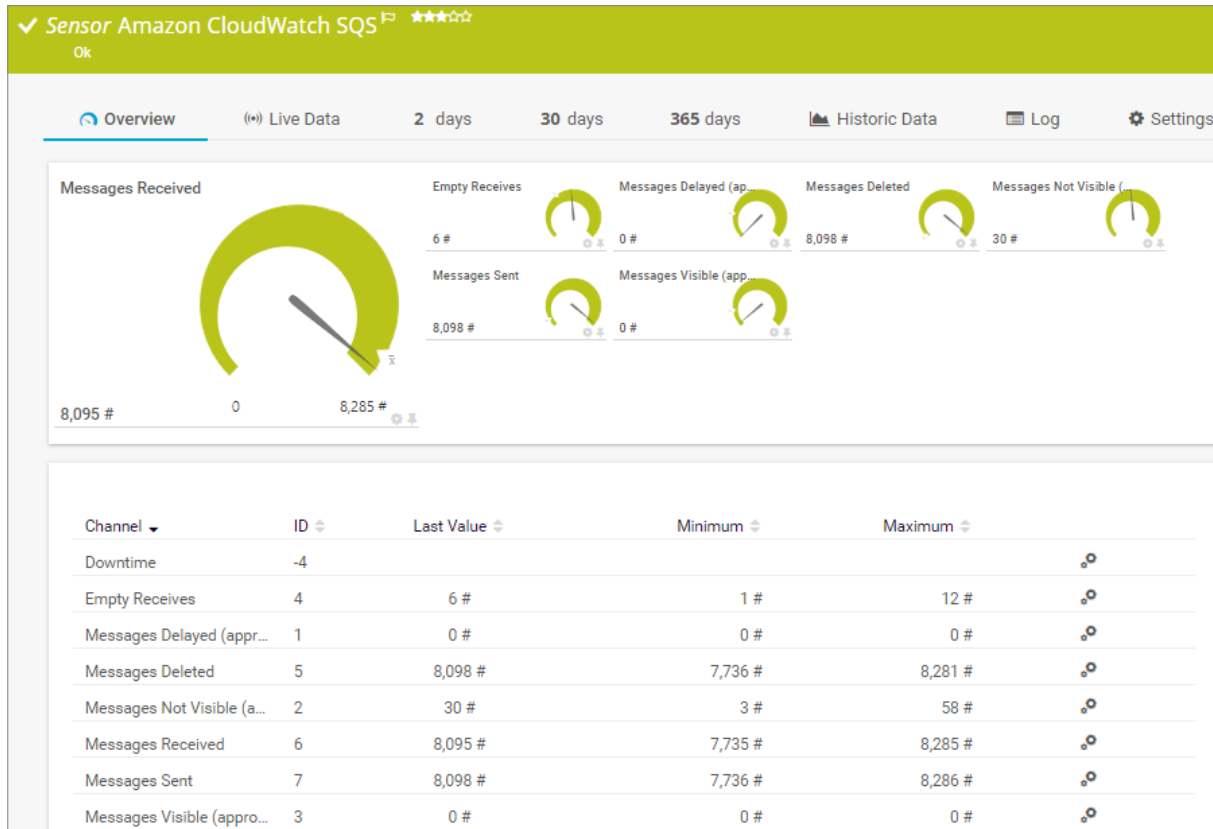 Sensor Amazon CloudWatch SQS
Ok
Overview Live Data 2 days 30 days 365 days Historic Data Log Settings
Messages Received
8,095 #
0
8,285 #
x
Empty Receives
6 #
Messages Delayed (ap...
0 #
Messages Deleted
8,098 #
Messages Not Visible (...
30 #
Messages Sent
8,098 #
Messages Visible (app...
0 #
Channel ID Last Value Minimum Maximum
Downtime -4
Empty Receives 4 6 # 1 # 12 #
Messages Delayed (appr... 1 0 # 0 # 0 #
Messages Deleted 5 8,098 # 7,736 # 8,281 #
Messages Not Visible (a... 2 30 # 3 # 58 #
Messages Received 6 8,095 # 7,735 # 8,285 #
Messages Sent 7 8,098 # 7,736 # 8,286 #
Messages Visible (appro... 3 0 # 0 # 0 #